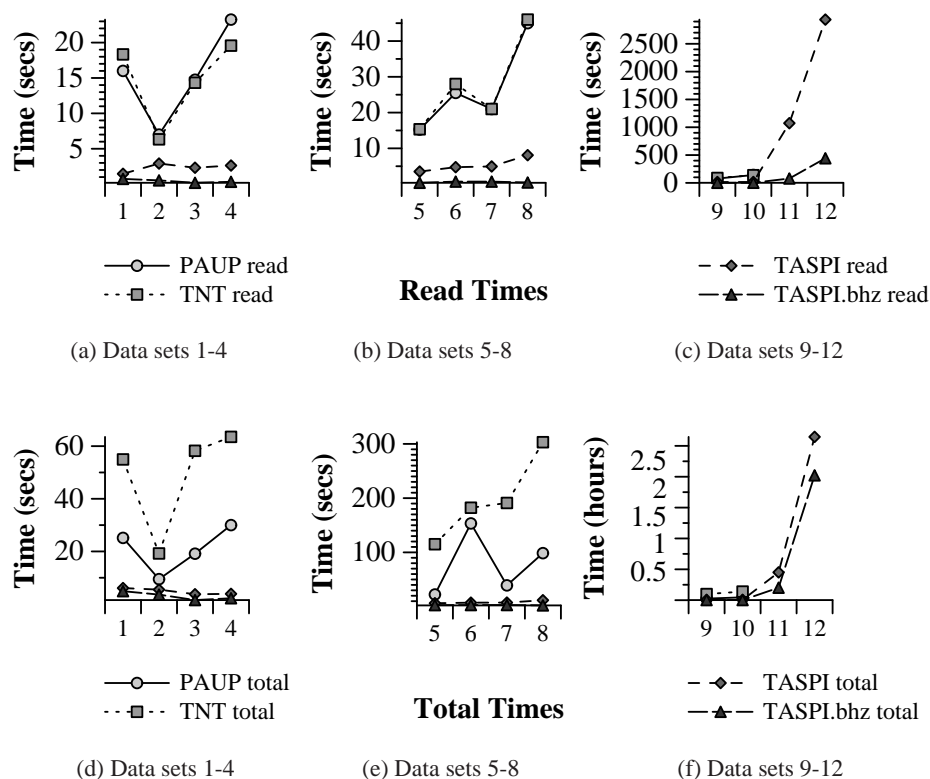 Time (secs)
20
15
10
5
1 2 3 4
Time (secs)
40
30
20
10
5 6 7 8
Time (secs)
2500
2000
1500
1000
500
0
9 10 11 12
PAUP read
TNT read
Read Times
TASPI read
TASPI.bhz read
(a) Data sets 1-4
(b) Data sets 5-8
(c) Data sets 9-12
Time (secs)
60
40
20
1 2 3 4
Time (secs)
300
200
100
5 6 7 8
Time (hours)
2.5
2
1.5
1
0.5
9 10 11 12
PAUP total
TNT total
Total Times
TASPI total
TASPI.bhz total
(d) Data sets 1-4
(e) Data sets 5-8
(f) Data sets 9-12